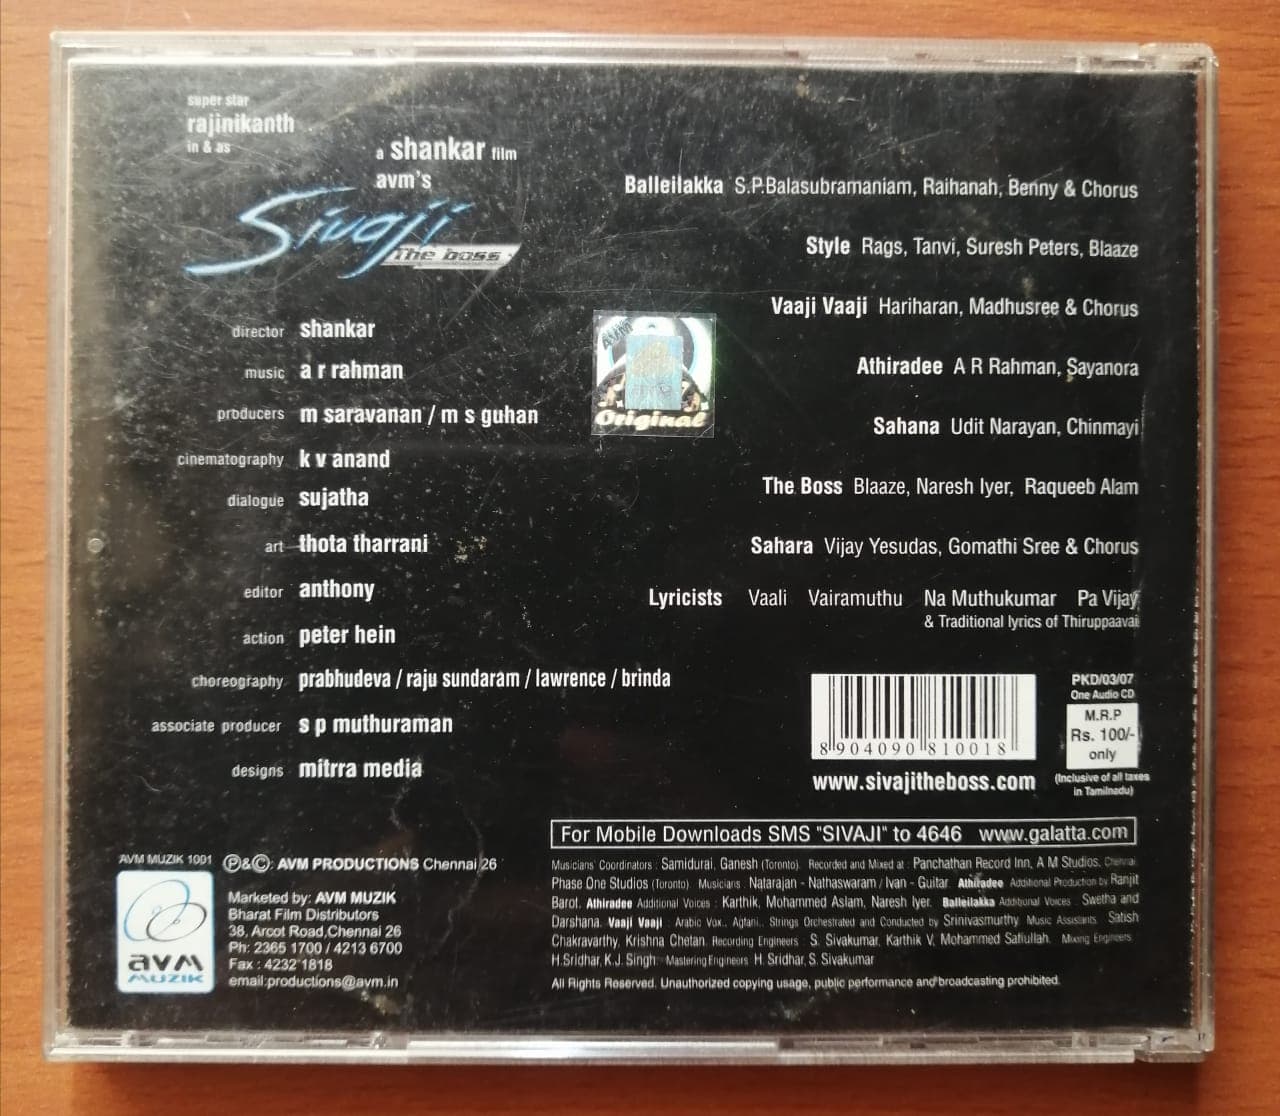 super star
rajinikanth
in & as
a shankar film
avm's
Sivaji
The boss
director shankar
music a r rahman
producers m saravanan / m s guhan
cinematography k v anand
dialogue sujatha
art thota tharrani
editor anthony
action peter hein
choreography prabhudeva / raju sundaram / lawrence / brinda
associate producer s p muthuraman
designs mitrra media
AVM
Original
Balleilakka S.P.Balasubramaniam, Raihanah, Benny & Chorus
Style Rags, Tanvi, Suresh Peters, Blaaze
Vaaji Vaaji Hariharan, Madhusree & Chorus
Athiradee A R Rahman, Sayanora
Sahana Udit Narayan, Chinmayi
The Boss Blaaze, Naresh Iyer, Raqueeb Alam
Sahara Vijay Yesudas, Gomathi Sree & Chorus
Lyricists Vaali Vairamuthu Na Muthukumar Pa Vijay
& Traditional lyrics of Thiruppaavai
8 904090 810018
www.sivajitheboss.com
PKD/03/07
One Audio CD
M.R.P
Rs. 100/-
only
(Inclusive of all taxes
in Tamilnadu)
For Mobile Downloads SMS "SIVAJI" to 4646 www.galatta.com
AVM MUZIK 1001
avm
MUZIK
Ⓟ&©: AVM PRODUCTIONS Chennai 26
Marketed by: AVM MUZIK
Bharat Film Distributors
38, Arcot Road,Chennai 26
Ph: 2365 1700 / 4213 6700
Fax : 4232 1818
email:productions@avm.in
Musicians' Coordinators : Samidurai, Ganesh (Toronto). Recorded and Mixed at : Panchathan Record Inn, A M Studios, Chennai
Phase One Studios (Toronto). Musicians : Natarajan - Nathaswaram / Ivan - Guitar. Athiradee Additional Production by Ranjit
Barot. Athiradee Additional Voices : Karthik, Mohammed Aslam, Naresh Iyer. Balleilakka Additional Voices : Swetha and
Darshana. Vaaji Vaaji : Arabic Vox., Agtani.. Strings Orchestrated and Conducted by Srinivasmurthy. Music Assistants : Satish
Chakravarthy, Krishna Chetan. Recording Engineers : S. Sivakumar, Karthik V, Mohammed Safiullah. Mixing Engineers
H.Sridhar, K.J. Singh Mastering Engineers H. Sridhar, S. Sivakumar
All Rights Reserved. Unauthorized copying usage, public performance and broadcasting prohibited.